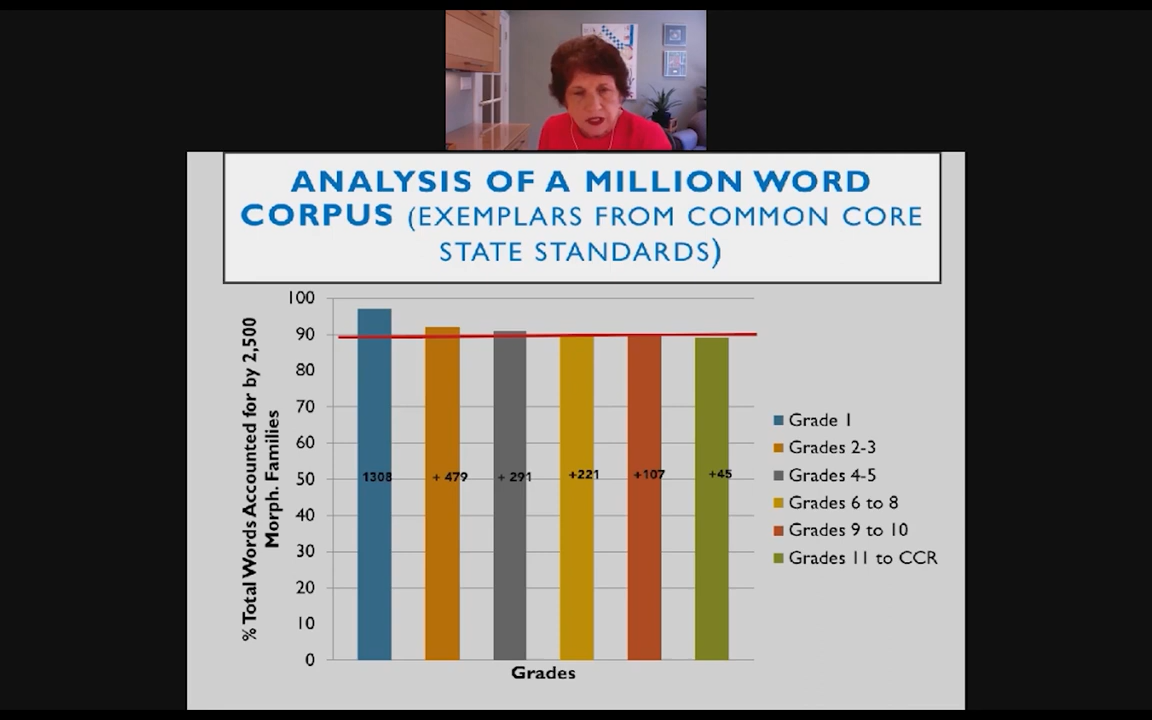 ANALYSIS OF A MILLION WORD
CORPUS (EXEMPLARS FROM COMMON CORE
STATE STANDARDS)
% Total Words Accounted for by 2,500
Morph. Families
100
90
80
70
60
50
40
30
20
10
0
1308
+ 479
+ 291
+221
+107
+45
Grades
Grade 1
Grades 2-3
Grades 4-5
Grades 6 to 8
Grades 9 to 10
Grades 11 to CCR